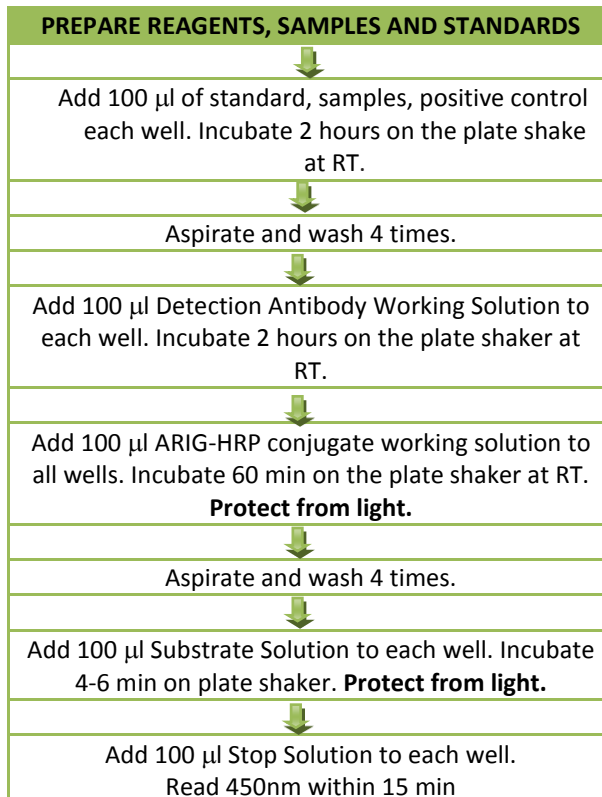 PREPARE REAGENTS, SAMPLES AND STANDARDS
Add 100 μl of standard, samples, positive control
each well. Incubate 2 hours on the plate shake
at RT.
Aspirate and wash 4 times.
Add 100 μl Detection Antibody Working Solution to
each well. Incubate 2 hours on the plate shaker at
RT.
Add 100 μl ARIG-HRP conjugate working solution to
all wells. Incubate 60 min on the plate shaker at RT.
Protect from light.
Aspirate and wash 4 times.
Add 100 μl Substrate Solution to each well. Incubate
4-6 min on plate shaker. Protect from light.
Add 100 μl Stop Solution to each well.
Read 450nm within 15 min